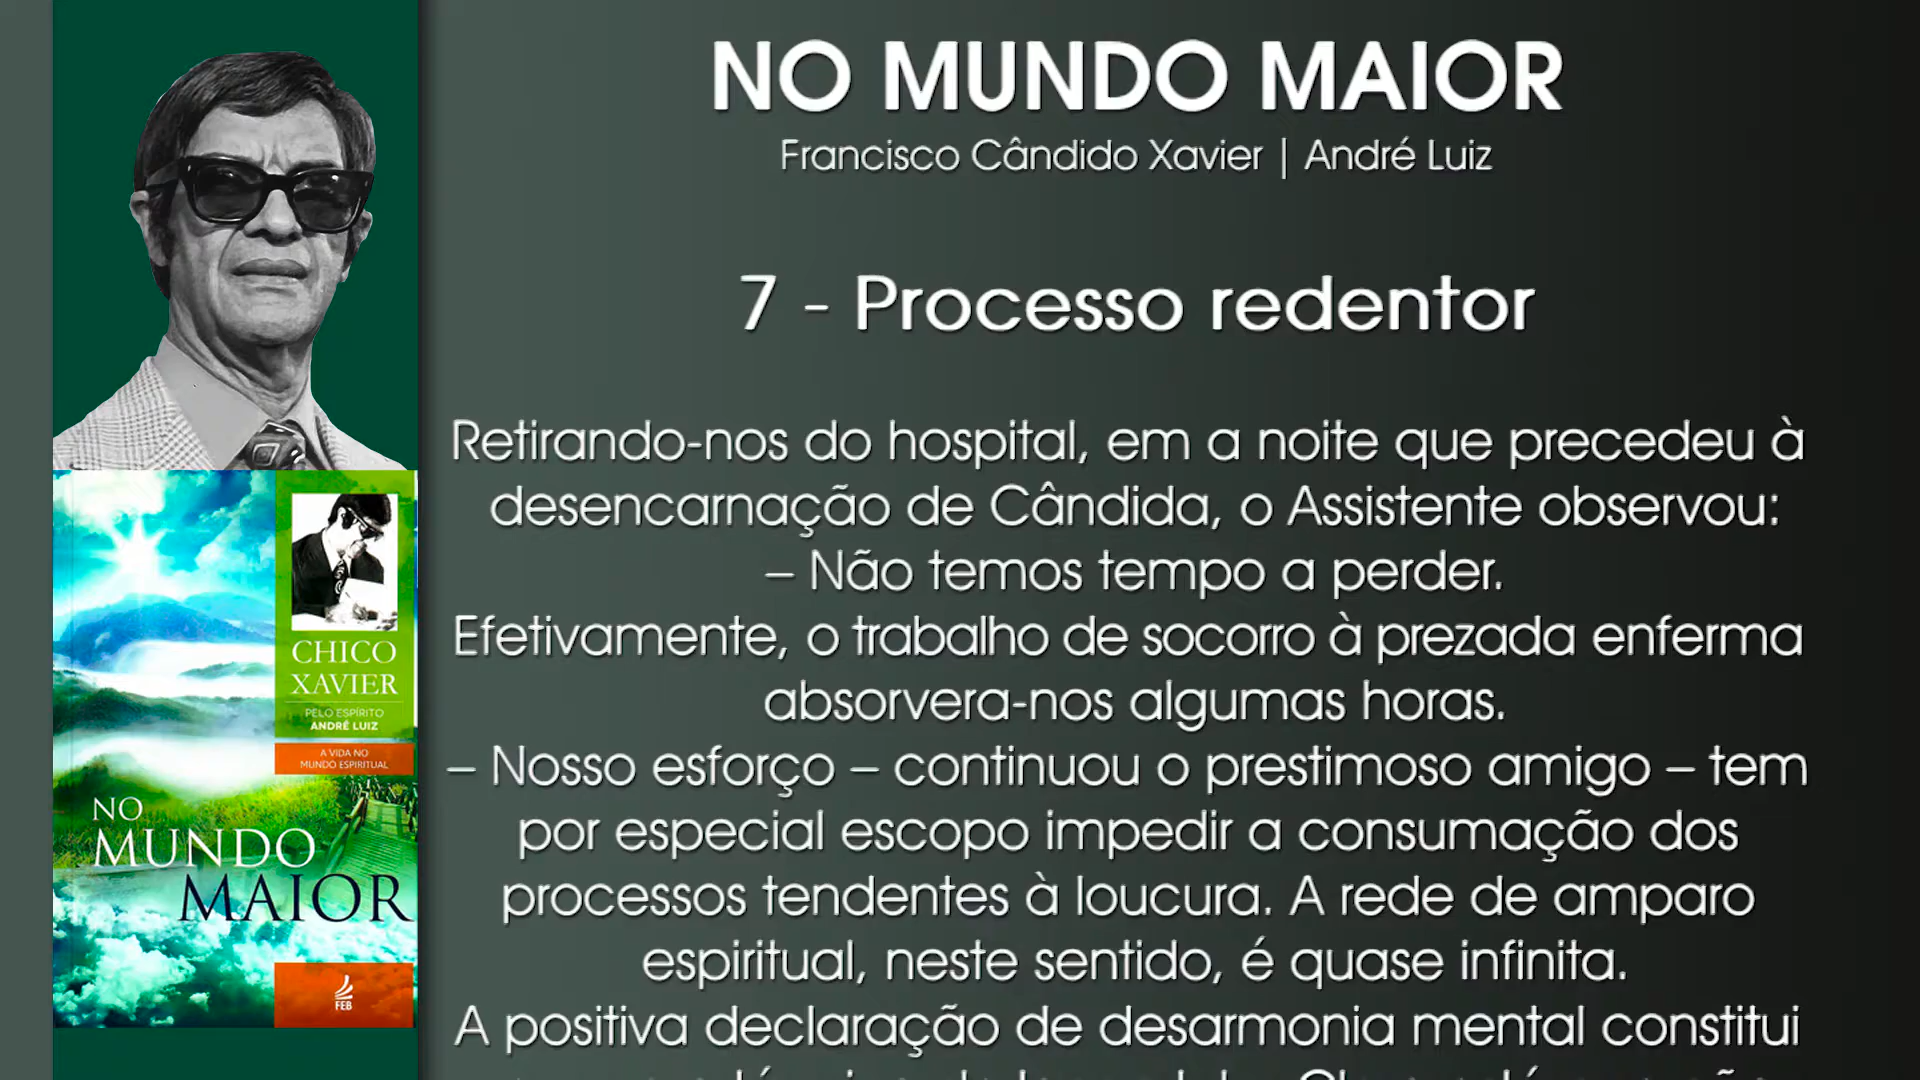 NO MUNDO MAIOR
Francisco Cândido Xavier | André Luiz
7 - Processo redentor
Retirando-nos do hospital, em a noite que precedeu à
desencarnação de Cândida, o Assistente observou:
– Não temos tempo a perder.
Efetivamente, o trabalho de socorro à prezada enferma
absorvera-nos algumas horas.
– Nosso esforço – continuou o prestimoso amigo – tem
por especial escopo impedir a consumação dos
processos tendentes à loucura. A rede de amparo
espiritual, neste sentido, é quase infinita.
A positiva declaração de desarmonia mental constitui
CHICO
XAVIER
PELO ESPÍRITO
ANDRÉ LUIZ
A VIDA NO
MUNDO ESPIRITUAL
NO
MUNDO
MAIOR
FEB